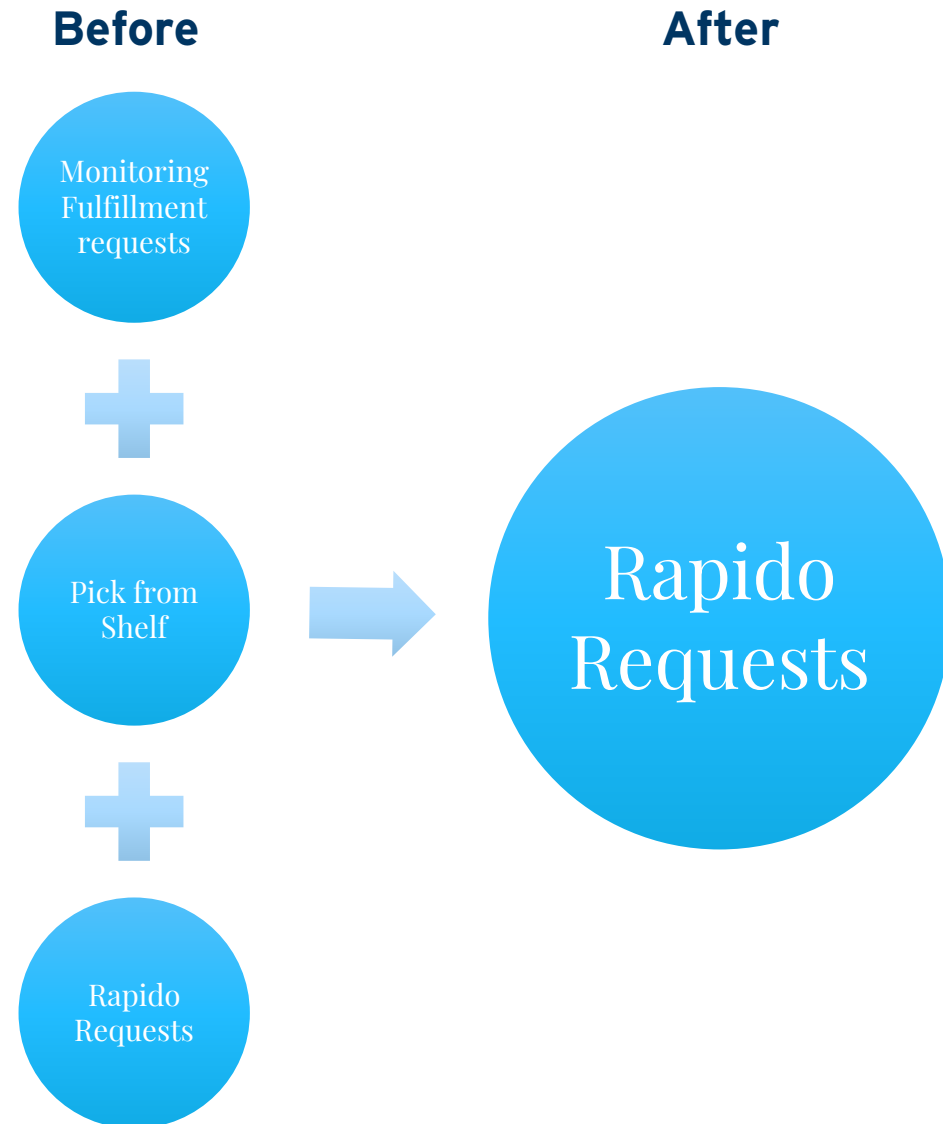 Before
After
Monitoring
Fulfillment
requests
Pick from
Shelf
Rapido
Requests
Rapido
Requests